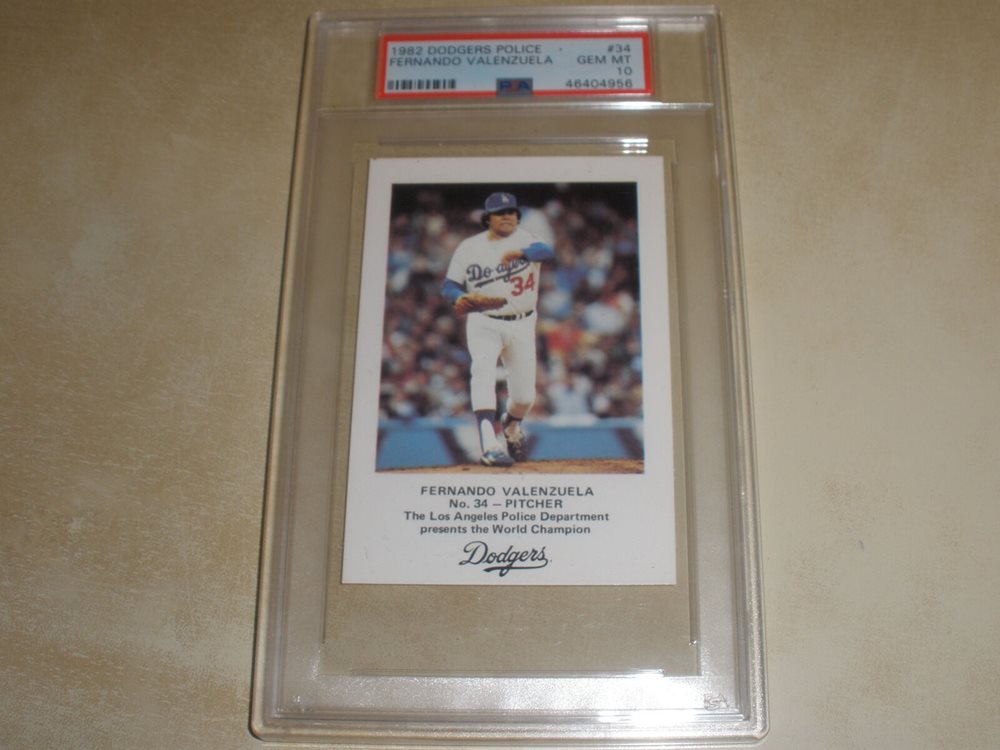 1982 DODGERS POLICE #34
FERNANDO VALENZUELA GEM MT
10
PSA 46404956
Dodgers
34
FERNANDO VALENZUELA
No. 34 – PITCHER
The Los Angeles Police Department
presents the World Champion
Dodgers